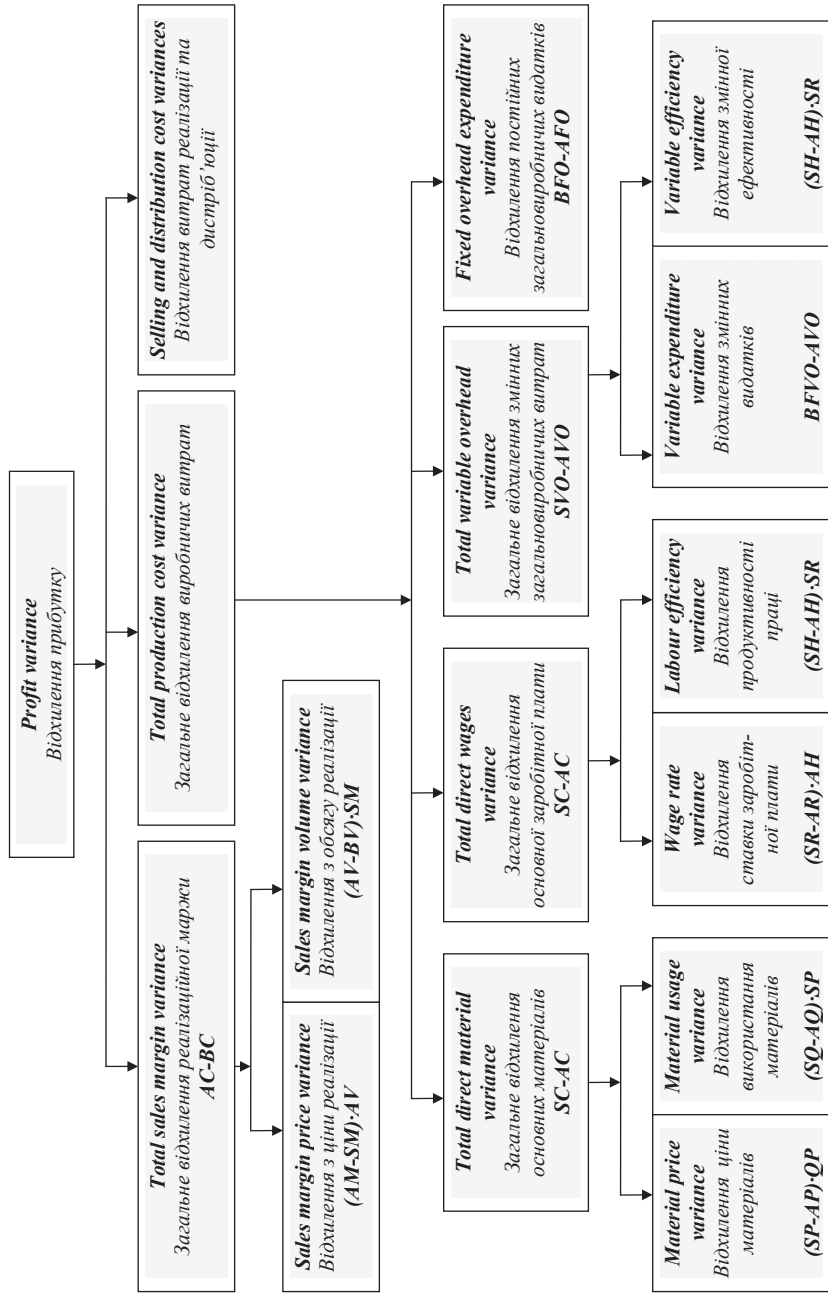 Profit variance
Відхилення прибутку
Total sales margin variance
Загальне відхилення реалізаційної маржи
AC-BC
Total production cost variance
Загальне відхилення виробничих витрат
Selling and distribution cost variances
Відхилення витрат реалізації та
дистриб’юції
Sales margin price variance
Відхилення з ціни реалізації
(AM-SM)·AV
Sales margin volume variance
Відхилення з обсягу реалізації
(AV-BV)·SM
Total direct material
variance
Загальне відхилення
основних матеріалів
SC-AC
Total direct wages
variance
Загальне відхилення
основної заробітної плати
SC-AC
Total variable overhead
variance
Загальне відхилення змінних
загальновиробничих витрат
SVO-AVO
Fixed overhead expenditure
variance
Відхилення постійних
загальновиробничих видатків
BFO-AFO
Material price
variance
Відхилення ціни
матеріалів
(SP-AP)·QP
Material usage
variance
Відхилення
використання
матеріалів
(SQ-AQ)·SP
Wage rate
variance
Відхилення
ставки заробіт-
ної плати
(SR-AR)·AH
Labour efficiency
variance
Відхилення
продуктивності
праці
(SH-AH)·SR
Variable expenditure
variance
Відхилення змінних
видатків
BFVO-AVO
Variable efficiency
variance
Відхилення змінної
ефективності
(SH-AH)·SR